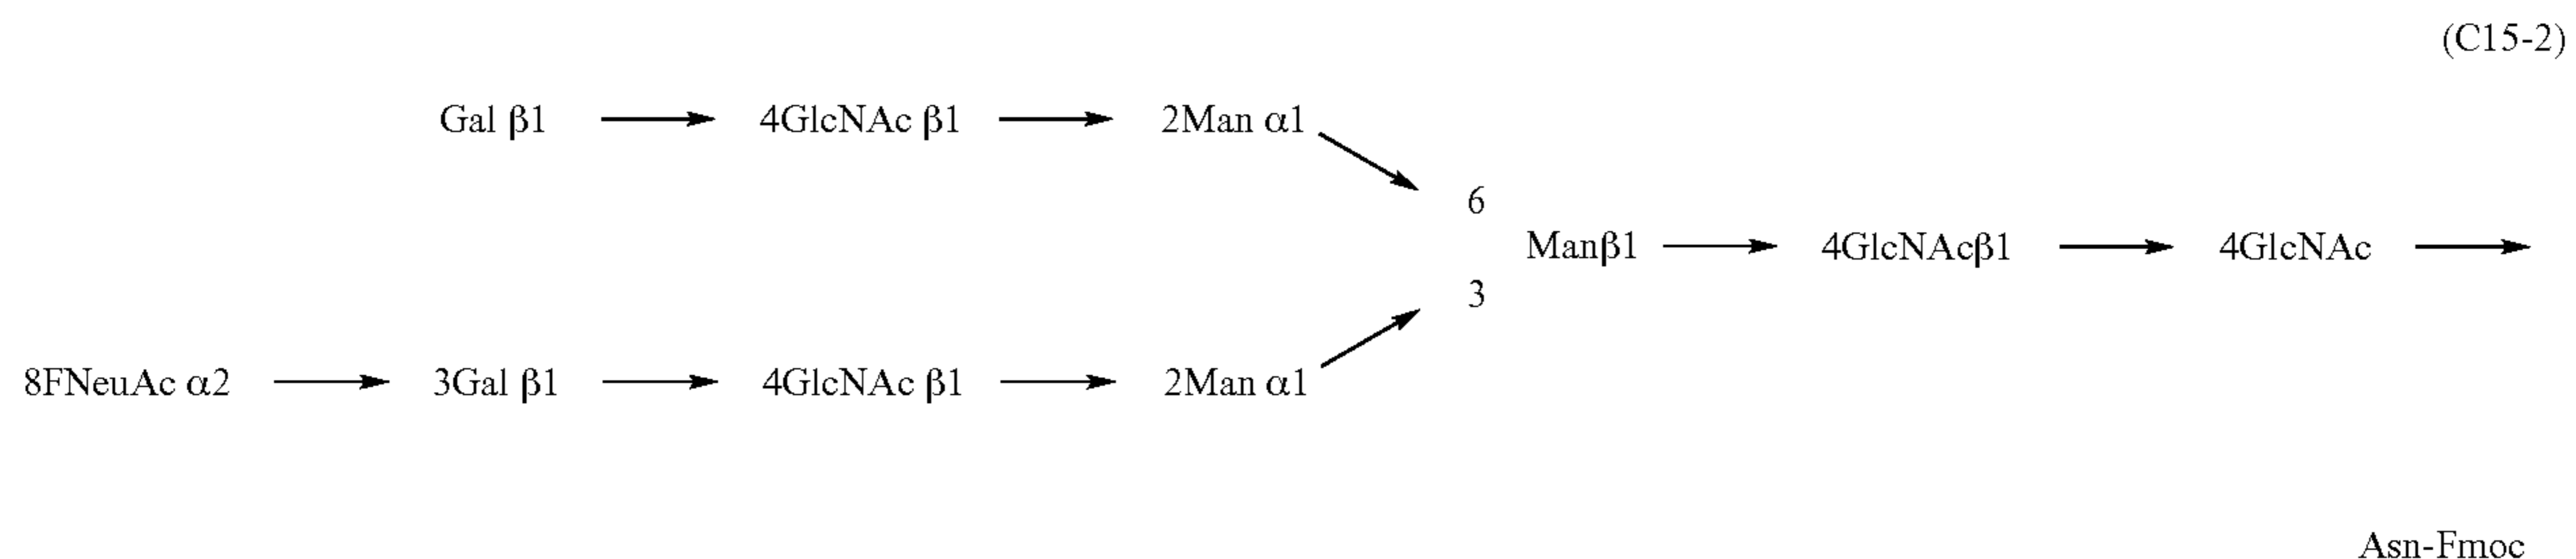 (C15-2)
Gal β1 4GlcNAc β1 2Man α1
6
Manβ1 4GlcNAcβ1 4GlcNAc
3
8FNeuAc α2 3Gal β1 4GlcNAc β1 2Man α1
Asn-Fmoc